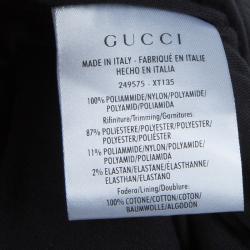 GUCCI
MADE IN ITALY - FABRIQUÉ EN ITALIE
HECHO EN ITALIA
249575 - XT135
100% POLIAMMIDE/NYLON/POLYAMIDE/
POLYAMID/POLIAMIDA
Rifiniture/Trimming/Garnitures
87% POLIESTERE/POLYESTER/POLYESTER/
POLYESTER/POLIÉSTER
11% POLIAMMIDE/NYLON/POLYAMIDE/
POLYAMID/POLIAMIDA
2% ELASTAN/ELASTANE/ELASTHANNE/
ELASTHAN/ELASTANO
Fodera/Lining/Doublure:
100% COTONE/COTTON/COTON/
BAUMWOLLE/ALGODÓN